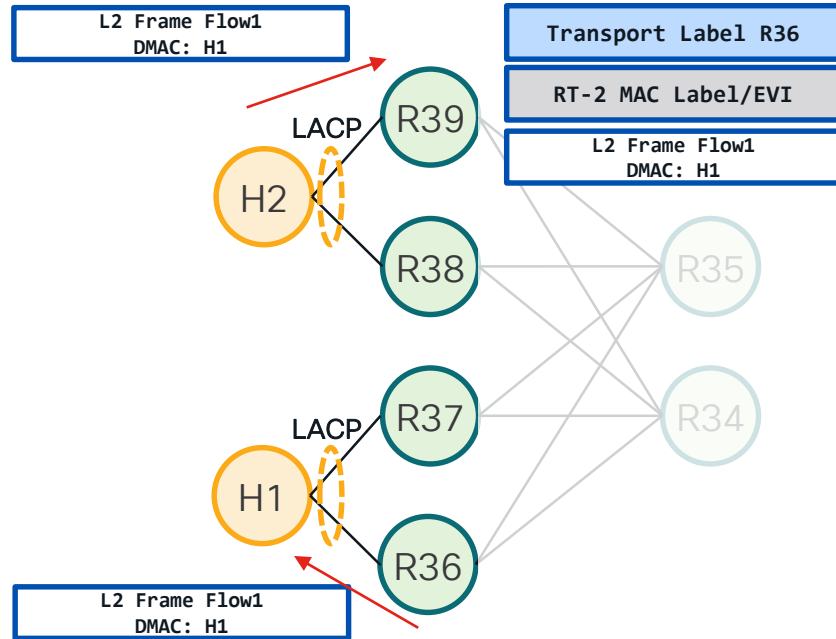 L2 Frame Flow1
DMAC: H1
Transport Label R36
RT-2 MAC Label/EVI
L2 Frame Flow1
DMAC: H1
LACP
R39
H2
R38
R35
LACP
R37
R34
H1
R36
L2 Frame Flow1
DMAC: H1